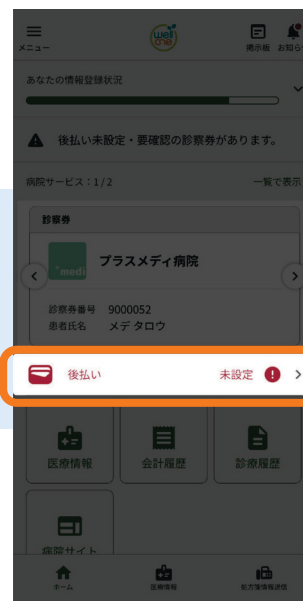 well one
メニュー
掲示板
お知ら
あなたの情報登録状況
後払い未設定・要確認の診察券があります。
病院サービス:1/2
一覧で表示
診察券
medi
プラスメディ病院
診察券番号 9000052
患者氏名 メデ タロウ
後払い 未設定
医療情報
会計履歴
診療履歴
病院サイト
ホーム
医療情報
処方箋情報送信